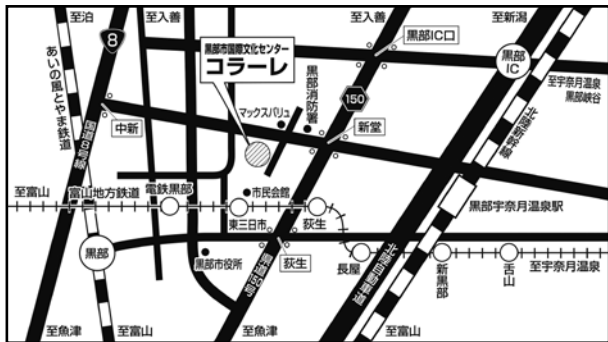 至泊
至入善
至入善
至新潟
8
黒部市国際文化センター
コラーレ
黒部IC口
黒部
IC
あいの風とやま鉄道
150
黒部消防署
マックスバリュ
至宇奈月温泉
黒部峡谷
中新
新堂
北陸新幹線
国道8号線
至富山
富山地方鉄道
電鉄黒部
市民会館
東三日市
荻生
黒部宇奈月温泉駅
黒部
黒部市役所
荻生
長屋
新黒部
舌山
至宇奈月温泉
北陸自動車道
至魚津
至富山
至魚津
至富山